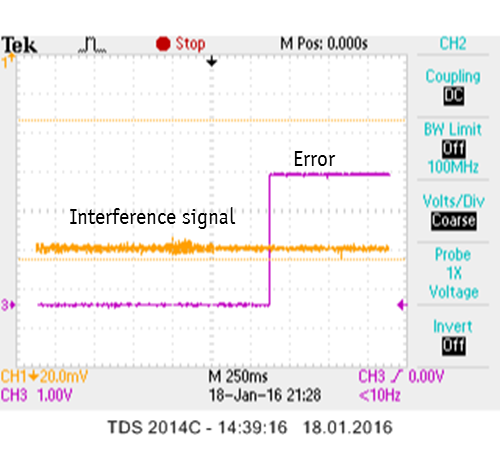 Tek Stop M Pos: 0.000s CH2
1
Coupling
DC
BW Limit
Off
100MHz
Error
Volts/Div
Coarse
Interference signal
Probe
1X
Voltage
3
Invert
Off
CH1 20.0mV M 250ms CH3 0.00V
CH3 1.00V 18-Jan-16 21:28 <10Hz
TDS 2014C - 14:39:16 18.01.2016